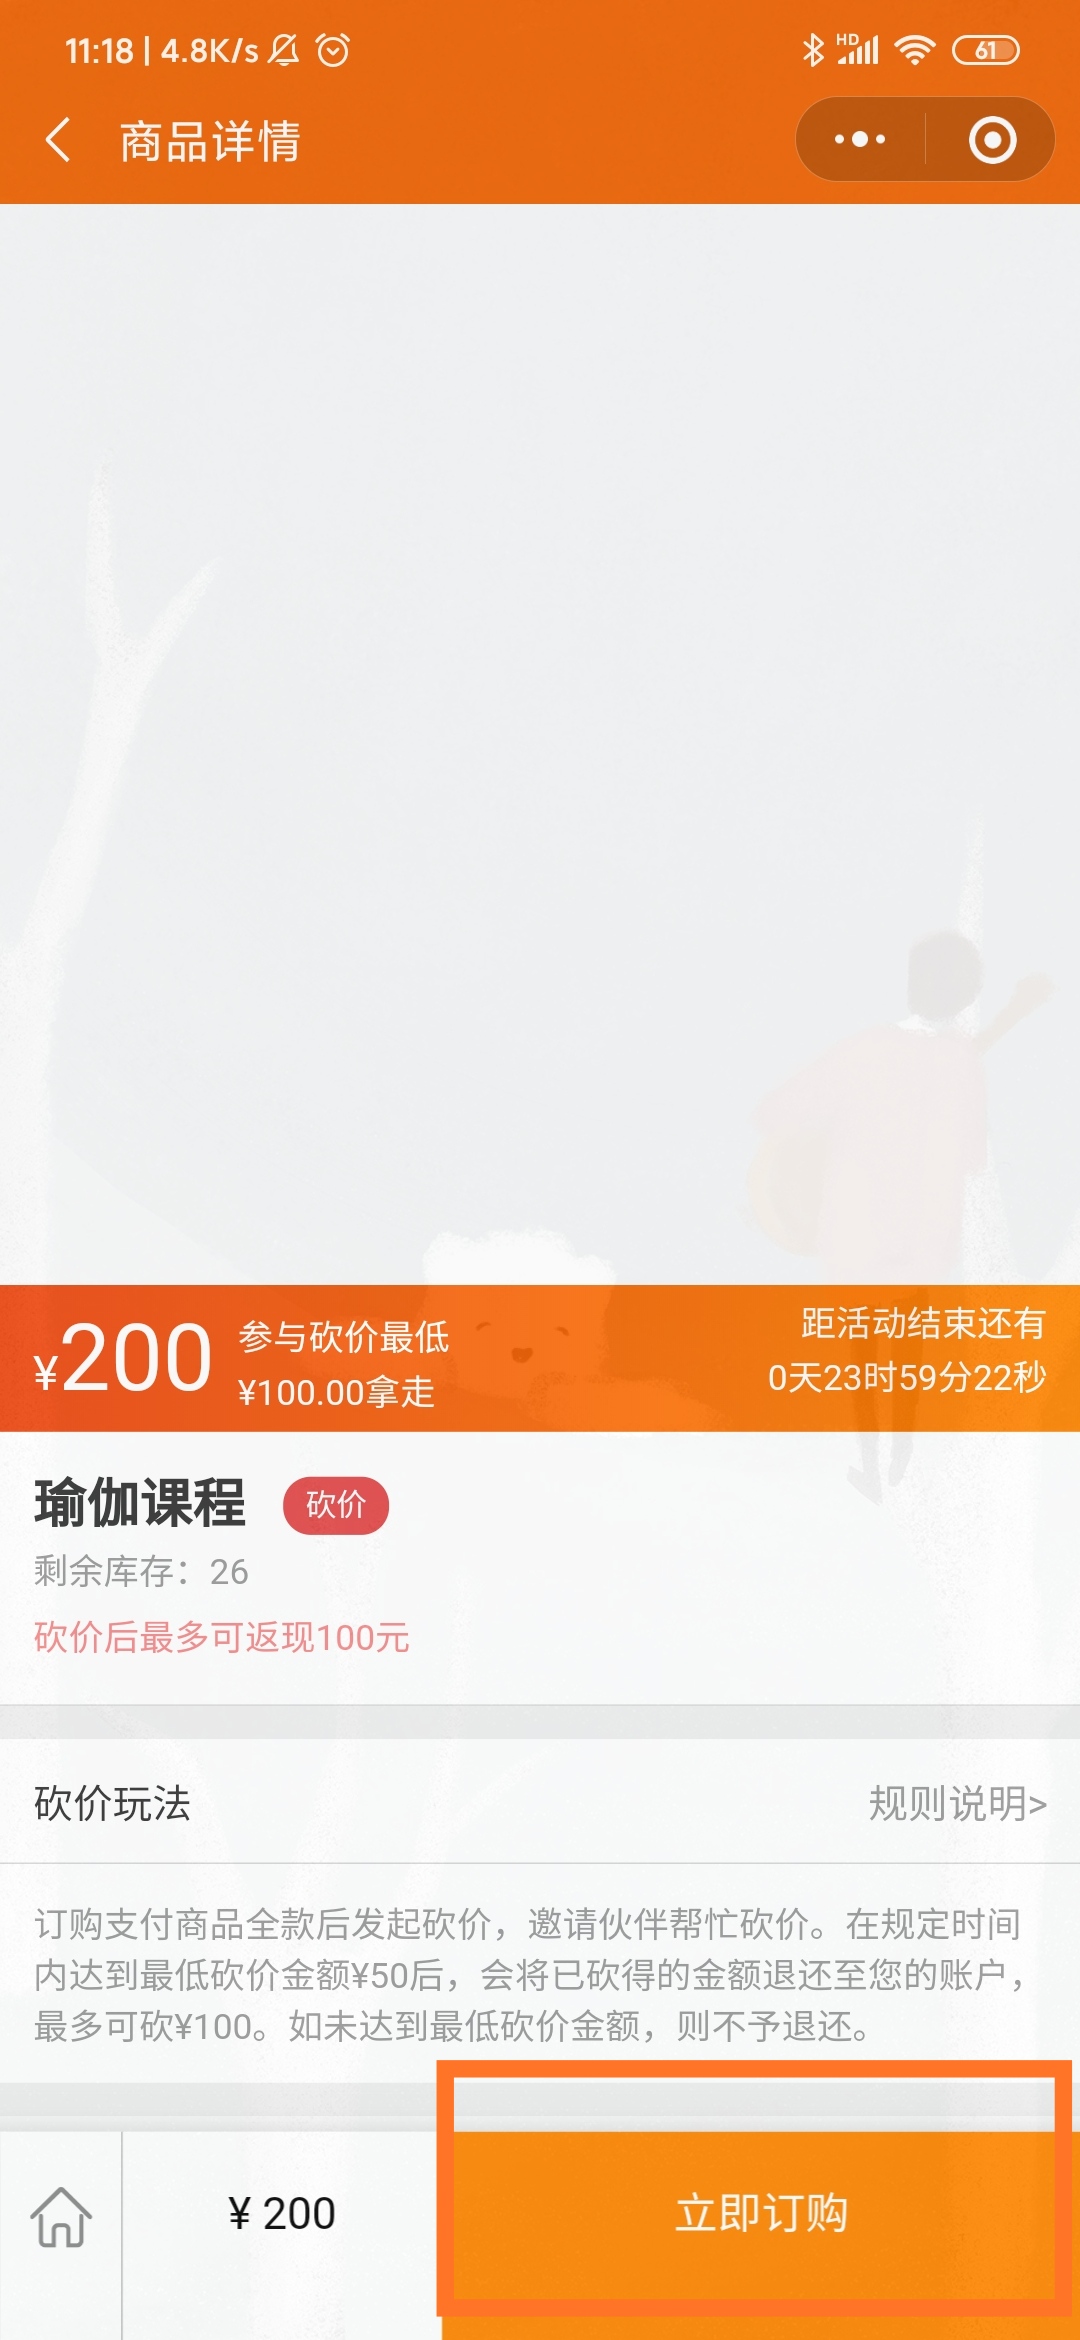 11:18 | 4.8K/s
HD
61
商品详情
¥200
参与砍价最低
¥100.00拿走
距活动结束还有
0天23时59分22秒
瑜伽课程 砍价
剩余库存：26
砍价后最多可返现100元
砍价玩法 规则说明>
订购支付商品全款后发起砍价，邀请伙伴帮忙砍价。在规定时间
内达到最低砍价金额¥50后，会将已砍得的金额退还至您的账户，
最多可砍¥100。如未达到最低砍价金额，则不予退还。
¥ 200 立即订购